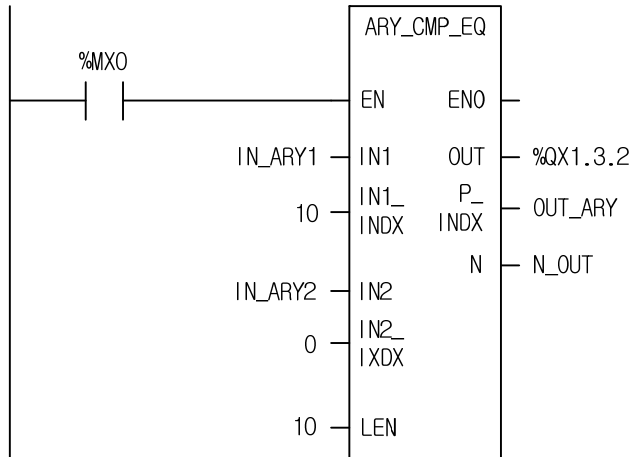 ARY_CMP_EQ
%MX0
EN ENO
IN_ARY1 IN1 OUT %QX1.3.2
10 IN1_ INDX P_ INDX OUT_ARY
N N_OUT
IN_ARY2 IN2
0 IN2_ IXDX
10 LEN